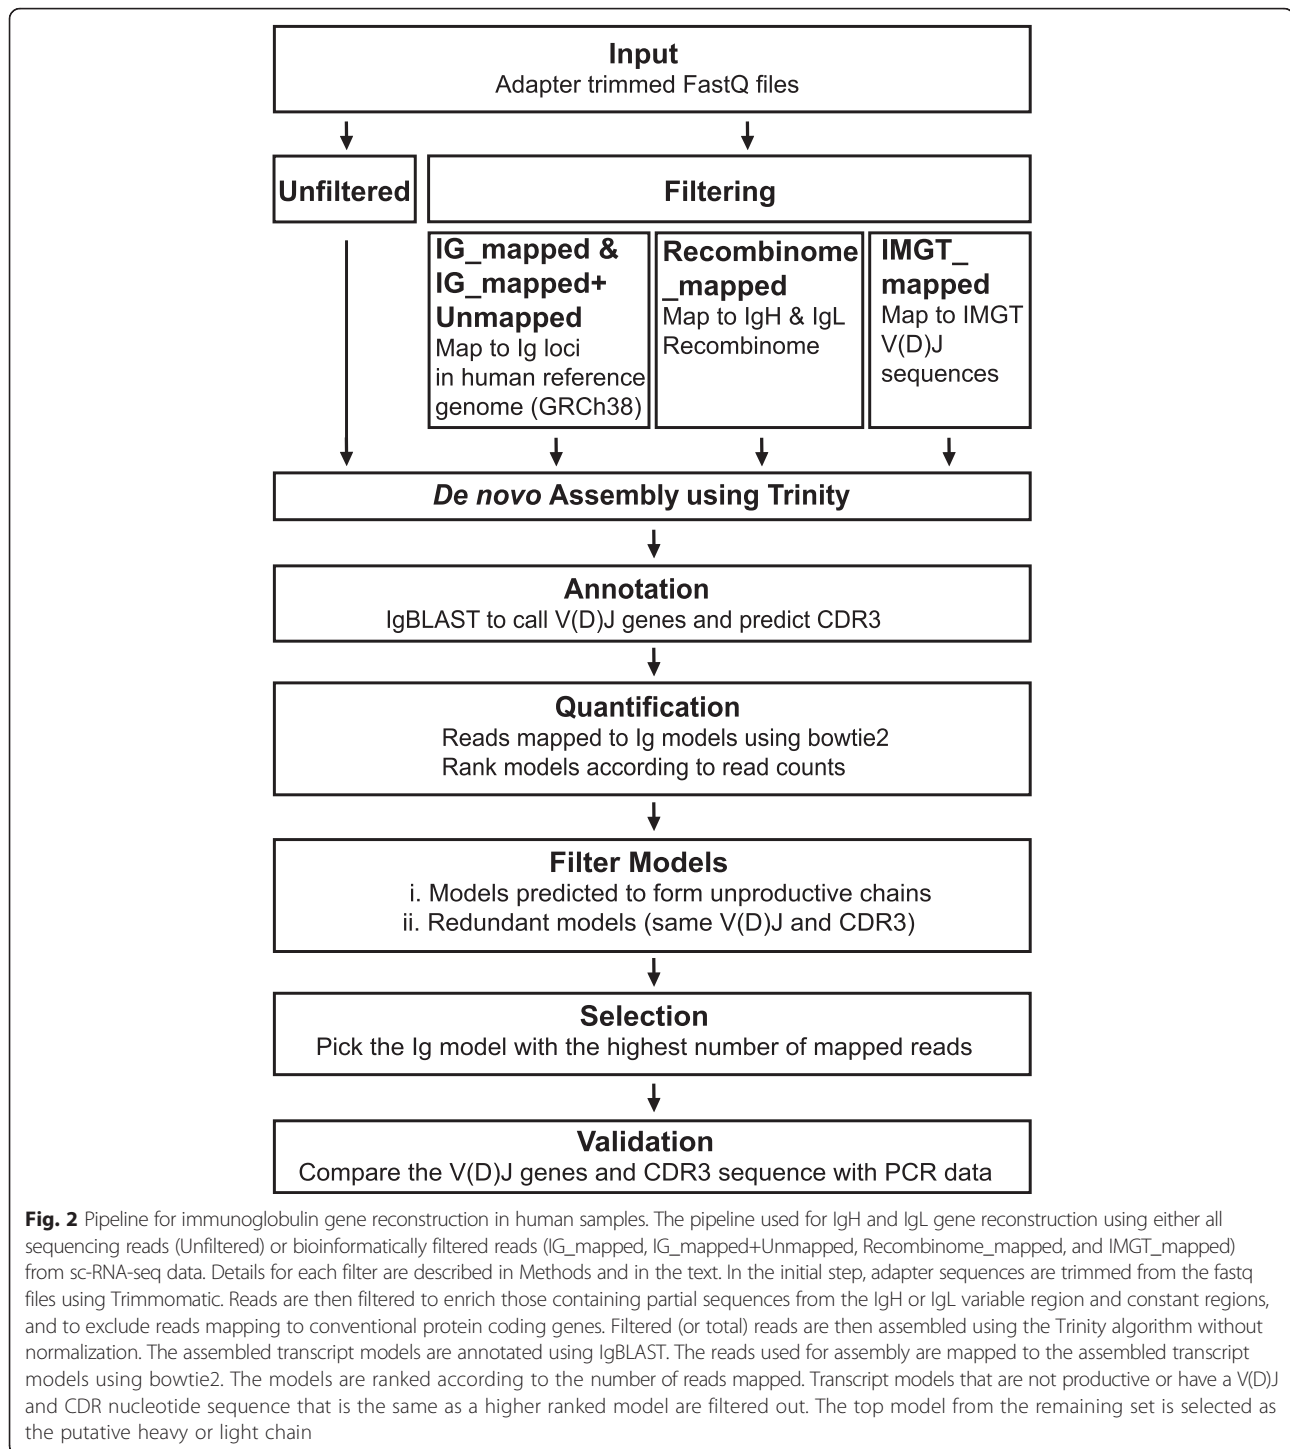 Input
Adapter trimmed FastQ files
Unfiltered
Filtering
IG_mapped &
IG_mapped+
Unmapped
Map to Ig loci
in human reference
genome (GRCh38)
Recombinome
_mapped
Map to IgH & IgL
Recombinome
IMGT_
mapped
Map to IMGT
V(D)J
sequences
De novo Assembly using Trinity
Annotation
IgBLAST to call V(D)J genes and predict CDR3
Quantification
Reads mapped to Ig models using bowtie2
Rank models according to read counts
Filter Models
i. Models predicted to form unproductive chains
ii. Redundant models (same V(D)J and CDR3)
Selection
Pick the Ig model with the highest number of mapped reads
Validation
Compare the V(D)J genes and CDR3 sequence with PCR data
Fig. 2 Pipeline for immunoglobulin gene reconstruction in human samples. The pipeline used for IgH and IgL gene reconstruction using either all
sequencing reads (Unfiltered) or bioinformatically filtered reads (IG_mapped, IG_mapped+Unmapped, Recombinome_mapped, and IMGT_mapped)
from sc-RNA-seq data. Details for each filter are described in Methods and in the text. In the initial step, adapter sequences are trimmed from the fastq
files using Trimmomatic. Reads are then filtered to enrich those containing partial sequences from the IgH or IgL variable region and constant regions,
and to exclude reads mapping to conventional protein coding genes. Filtered (or total) reads are then assembled using the Trinity algorithm without
normalization. The assembled transcript models are annotated using IgBLAST. The reads used for assembly are mapped to the assembled transcript
models using bowtie2. The models are ranked according to the number of reads mapped. Transcript models that are not productive or have a V(D)J
and CDR nucleotide sequence that is the same as a higher ranked model are filtered out. The top model from the remaining set is selected as
the putative heavy or light chain